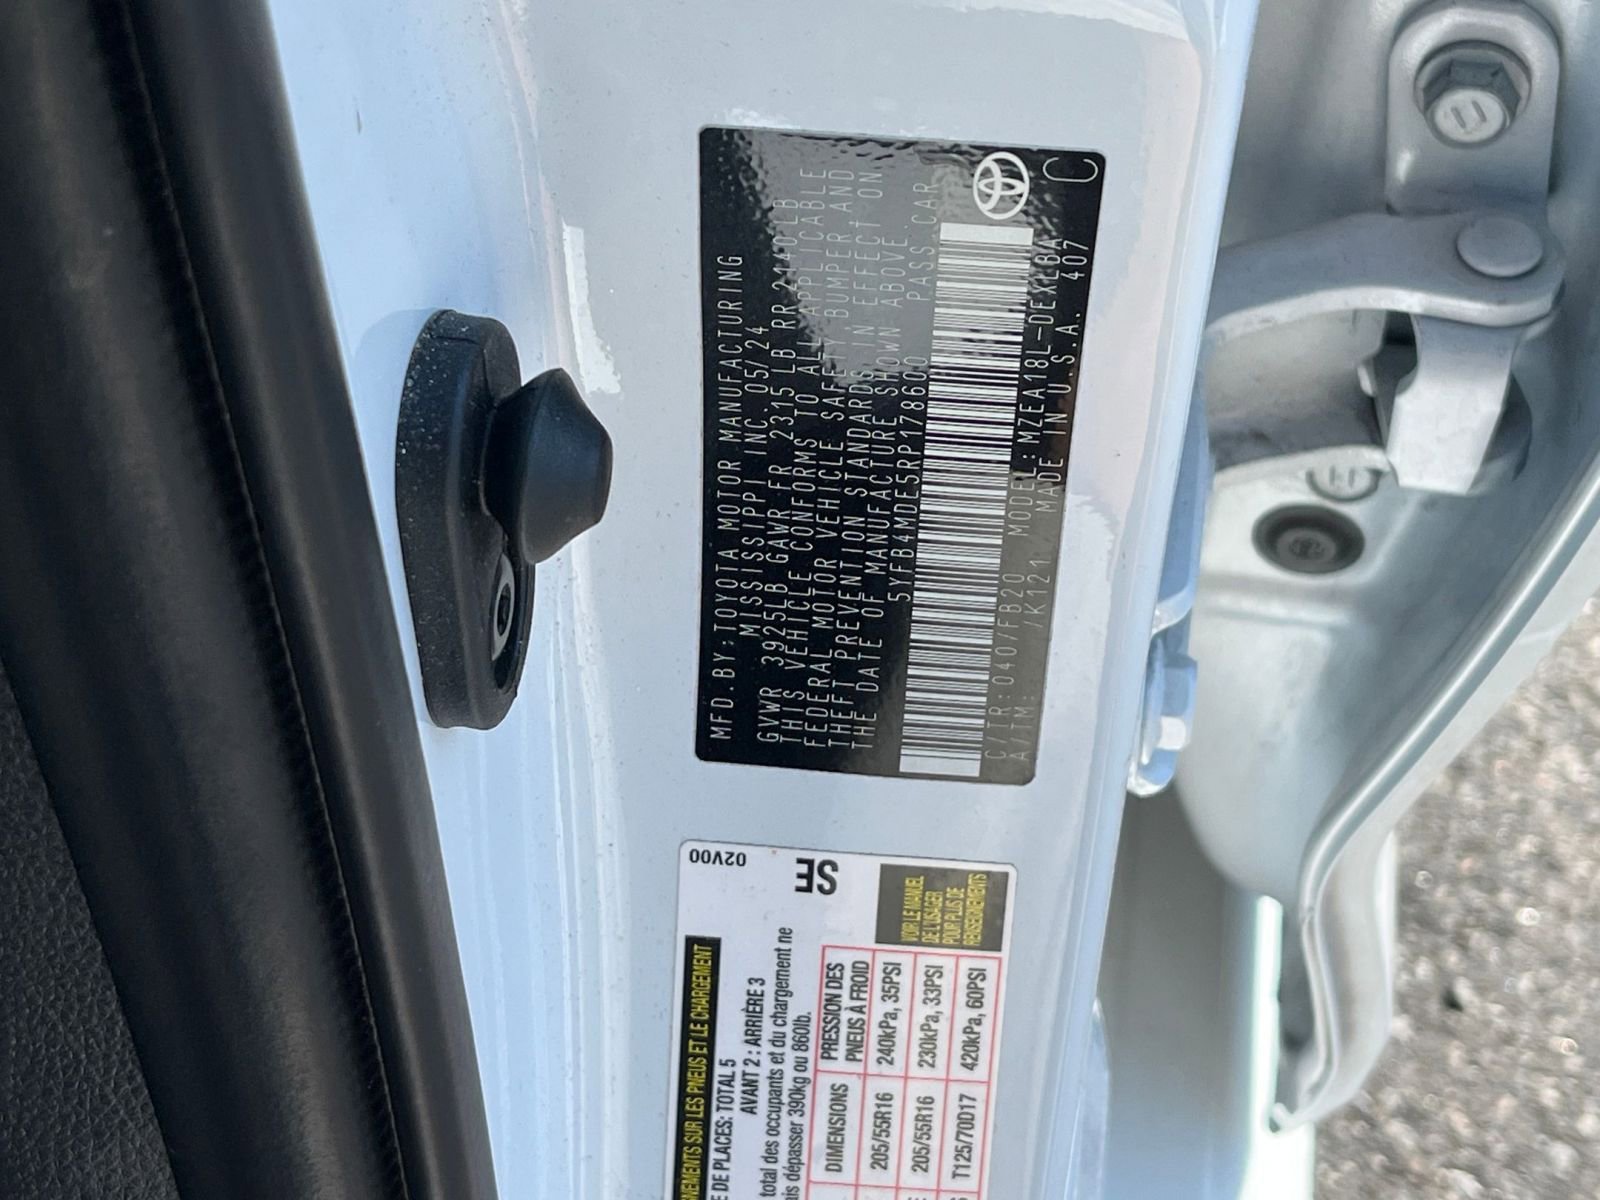 MFD.BY:TOYOTA MOTOR MANUFACTURING
MISSISSIPPI INC. 05/24
GVWR 3925LB GAWR FR 2315 LB RR 2110LB
THIS VEHICLE CONFORMS TO ALL APPLICABLE
FEDERAL MOTOR VEHICLE SAFETY, BUMPER AND
THEFT PREVENTION STANDARDS IN EFFECT ON
THE DATE OF MANUFACTURE SHOWN ABOVE.
5YFB4MDE5RP178600 PASS.CAR
C/TR:040/FB20 MODEL:MZEA18L-DEXLBA
A/TM: /K121 MADE IN U.S.A. 407
C
02V00
SE
PNEUS ET LE CHARGEMENT
DE PLACES: TOTAL 5
AVANT 2 : ARRIÈRE 3
total des occupants et du chargement ne
dépasser 390kg ou 860lb.
VOIR LE MANUEL
DE L'USAGER
POUR PLUS DE
RENSEIGNEMENTS
DIMENSIONS PRESSION DES
PNEUS À FROID
205/55R16 240kPa, 35PSI
205/55R16 230kPa, 33PSI
T125/70D17 420kPa, 60PSI